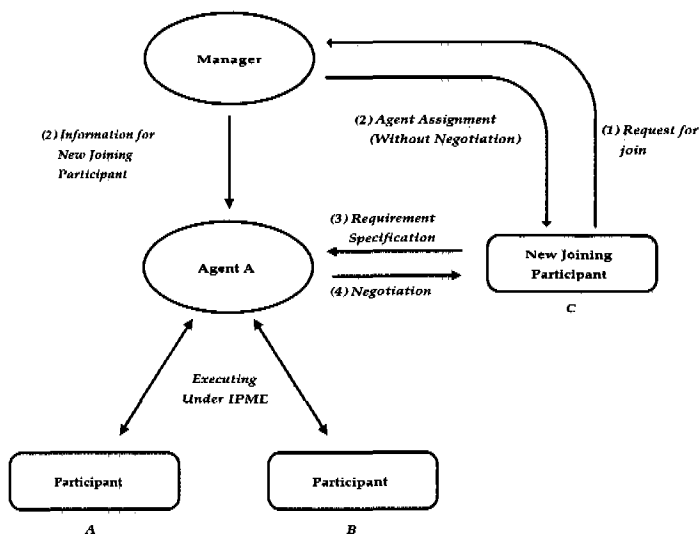 Manager
(2) Information for
New Joining
Participant
(2) Agent Assignment
(Without Negotiation)
(1) Request for
join
(3) Requirement
Specification
Agent A
(4) Negotiation
New Joining
Participant
C
Executing
Under IPME
Participant
Participant
A
B